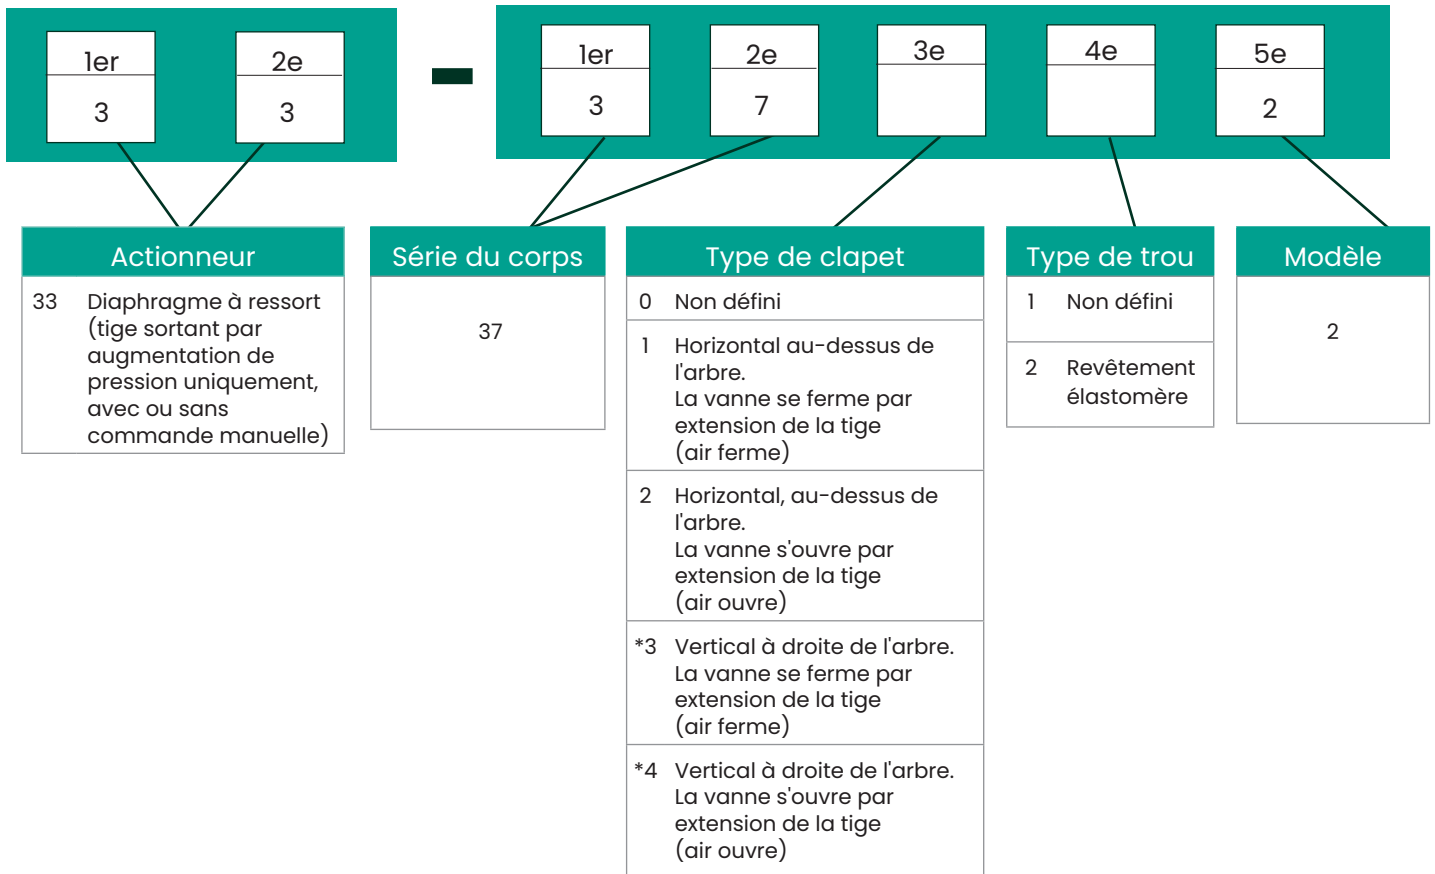 1er
3
2e
3
1er
3
2e
7
3e
4e
5e
2
Actionneur
33 Diaphragme à ressort
(tige sortant par
augmentation de
pression uniquement,
avec ou sans
commande manuelle)
Série du corps
37
Type de clapet
0 Non défini
1 Horizontal au-dessus de
l'arbre.
La vanne se ferme par
extension de la tige
(air ferme)
2 Horizontal, au-dessus de
l'arbre.
La vanne s'ouvre par
extension de la tige
(air ouvre)
*3 Vertical à droite de l'arbre.
La vanne se ferme par
extension de la tige
(air ferme)
*4 Vertical à droite de l'arbre.
La vanne s'ouvre par
extension de la tige
(air ouvre)
Type de trou
1 Non défini
2 Revêtement
élastomère
Modèle
2